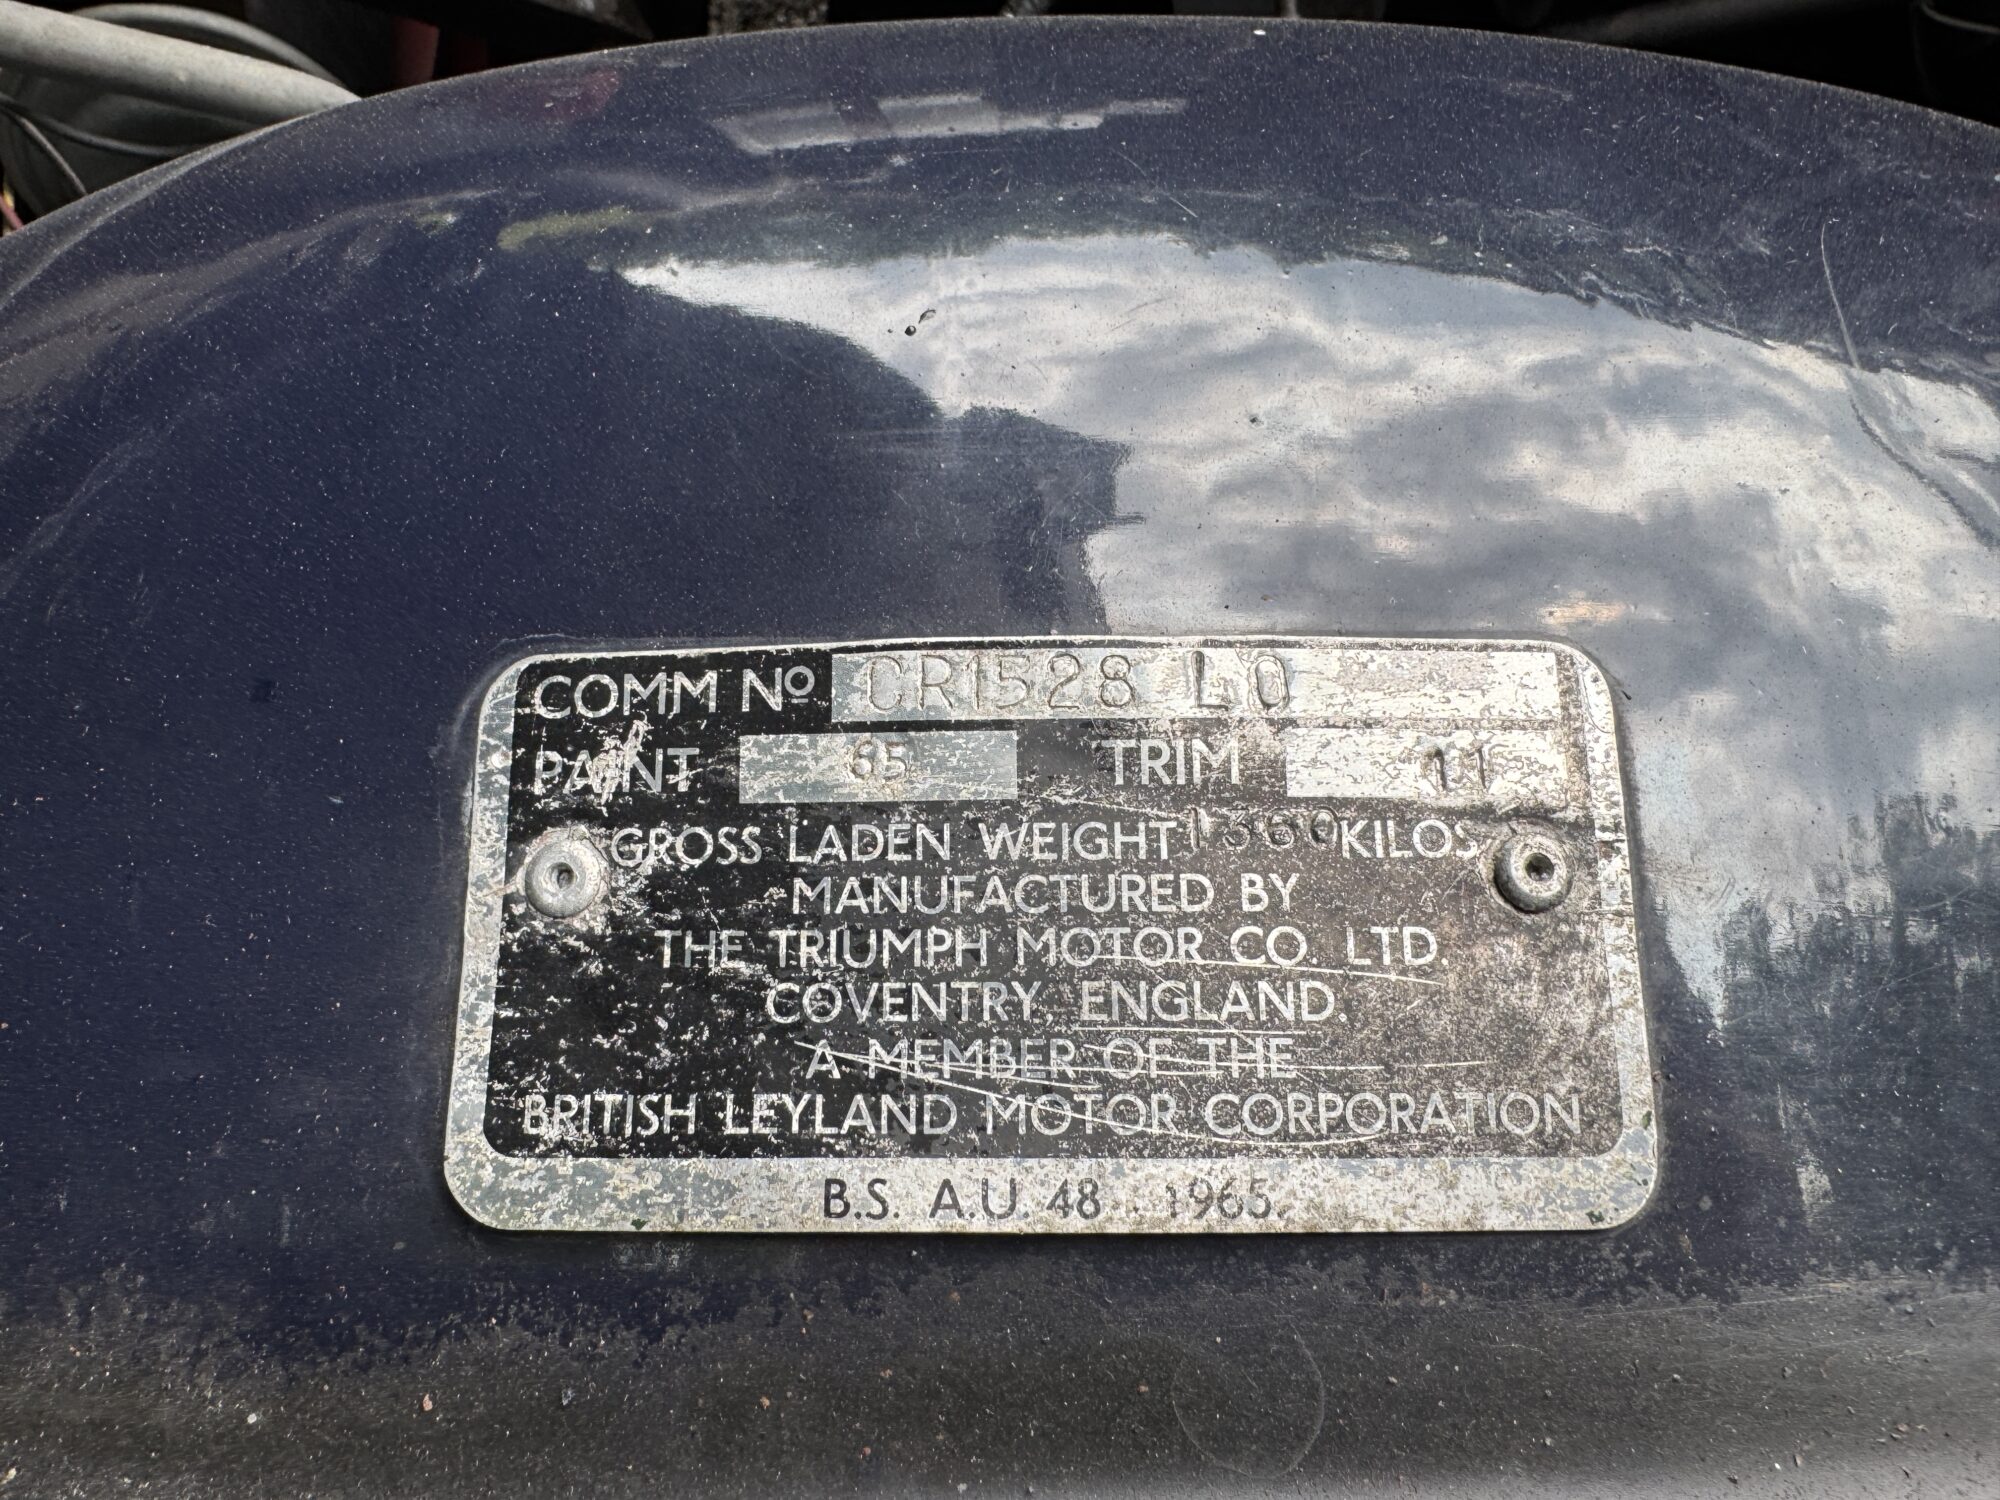 COMM Nº CR1528 LO
PAINT 65 TRIM 11
GROSS LADEN WEIGHT 1360 KILOS
MANUFACTURED BY
THE TRIUMPH MOTOR CO. LTD.
COVENTRY, ENGLAND.
A MEMBER OF THE
BRITISH LEYLAND MOTOR CORPORATION
B.S. A.U. 48 . 1965.